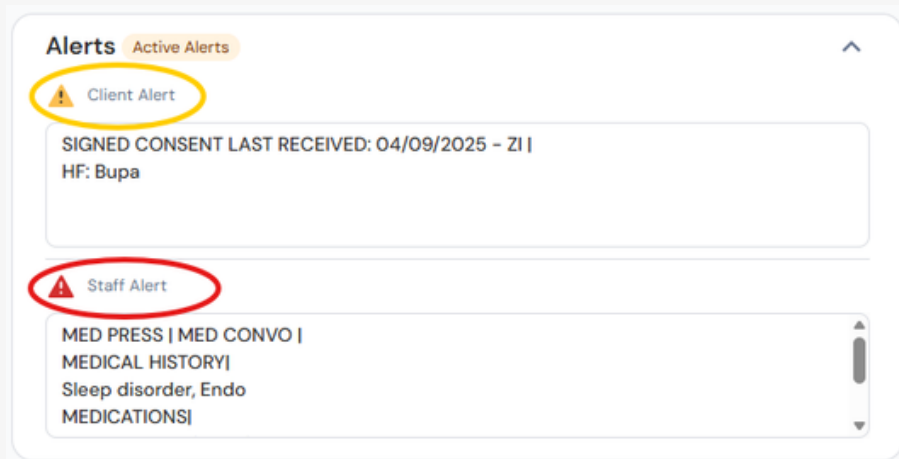 Alerts Active Alerts
Client Alert
SIGNED CONSENT LAST RECEIVED: 04/09/2025 - ZI |
HF: Bupa
Staff Alert
MED PRESS | MED CONVO |
MEDICAL HISTORY|
Sleep disorder, Endo
MEDICATIONS|